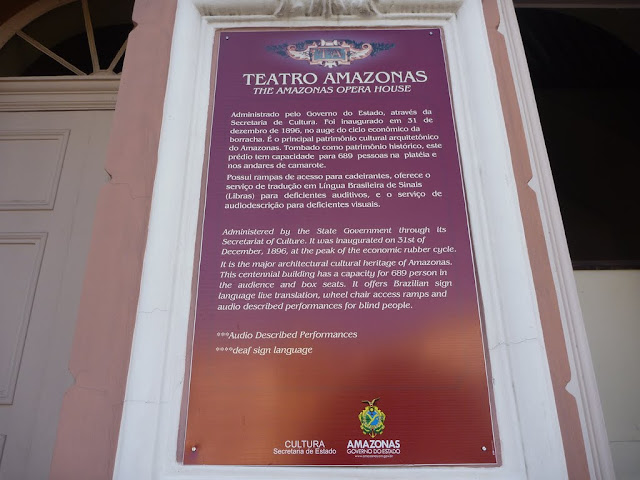 TEATRO AMAZONAS
THE AMAZONAS OPERA HOUSE
Administrado pelo Governo do Estado, através da
Secretaria de Cultura. Foi inaugurado em 31 de
dezembro de 1896, no auge do ciclo econômico da
borracha. É o principal patrimônio cultural arquitetônico
do Amazonas. Tombado como patrimônio histórico, este
prédio tem capacidade para 689 pessoas na platéia e
nos andares de camarote.
Possui rampas de acesso para cadeirantes, oferece o
serviço de tradução em Língua Brasileira de Sinais
(Libras) para deficientes auditivos, e o serviço de
audiodescrição para deficientes visuais.
Administered by the State Government through its
Secretariat of Culture. It was inaugurated on 31st of
December, 1896, at the peak of the economic rubber cycle.
It is the major architectural cultural heritage of Amazonas.
This centennial building has a capacity for 689 person in
the audience and box seats. It offers Brazilian sign
language live translation, wheel chair access ramps and
audio described performances for blind people.
***Audio Described Performances
****deaf sign language
CULTURA
Secretaria de Estado
AMAZONAS
GOVERNO DO ESTADO
www.amazonas.am.gov.br